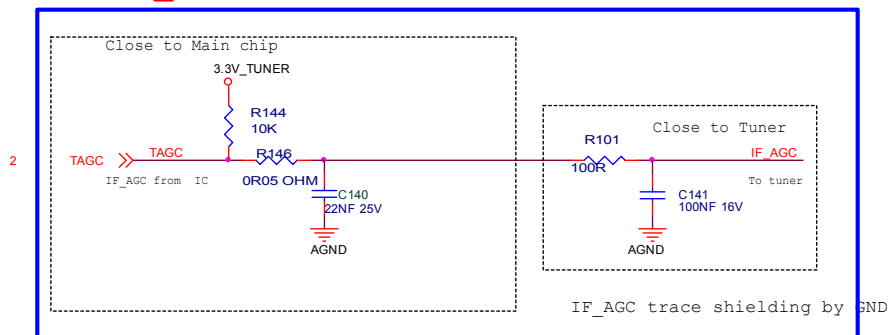 Close to Main chip
3.3V_TUNER
R144
10K
Close to Tuner
R101
2
TAGC
TAGC
R146
100R
IF_AGC
IF_AGC from IC
0R05 OHM
To tuner
C140
22NF 25V
C141
100NF 16V
AGND
AGND
IF_AGC trace shielding by GND